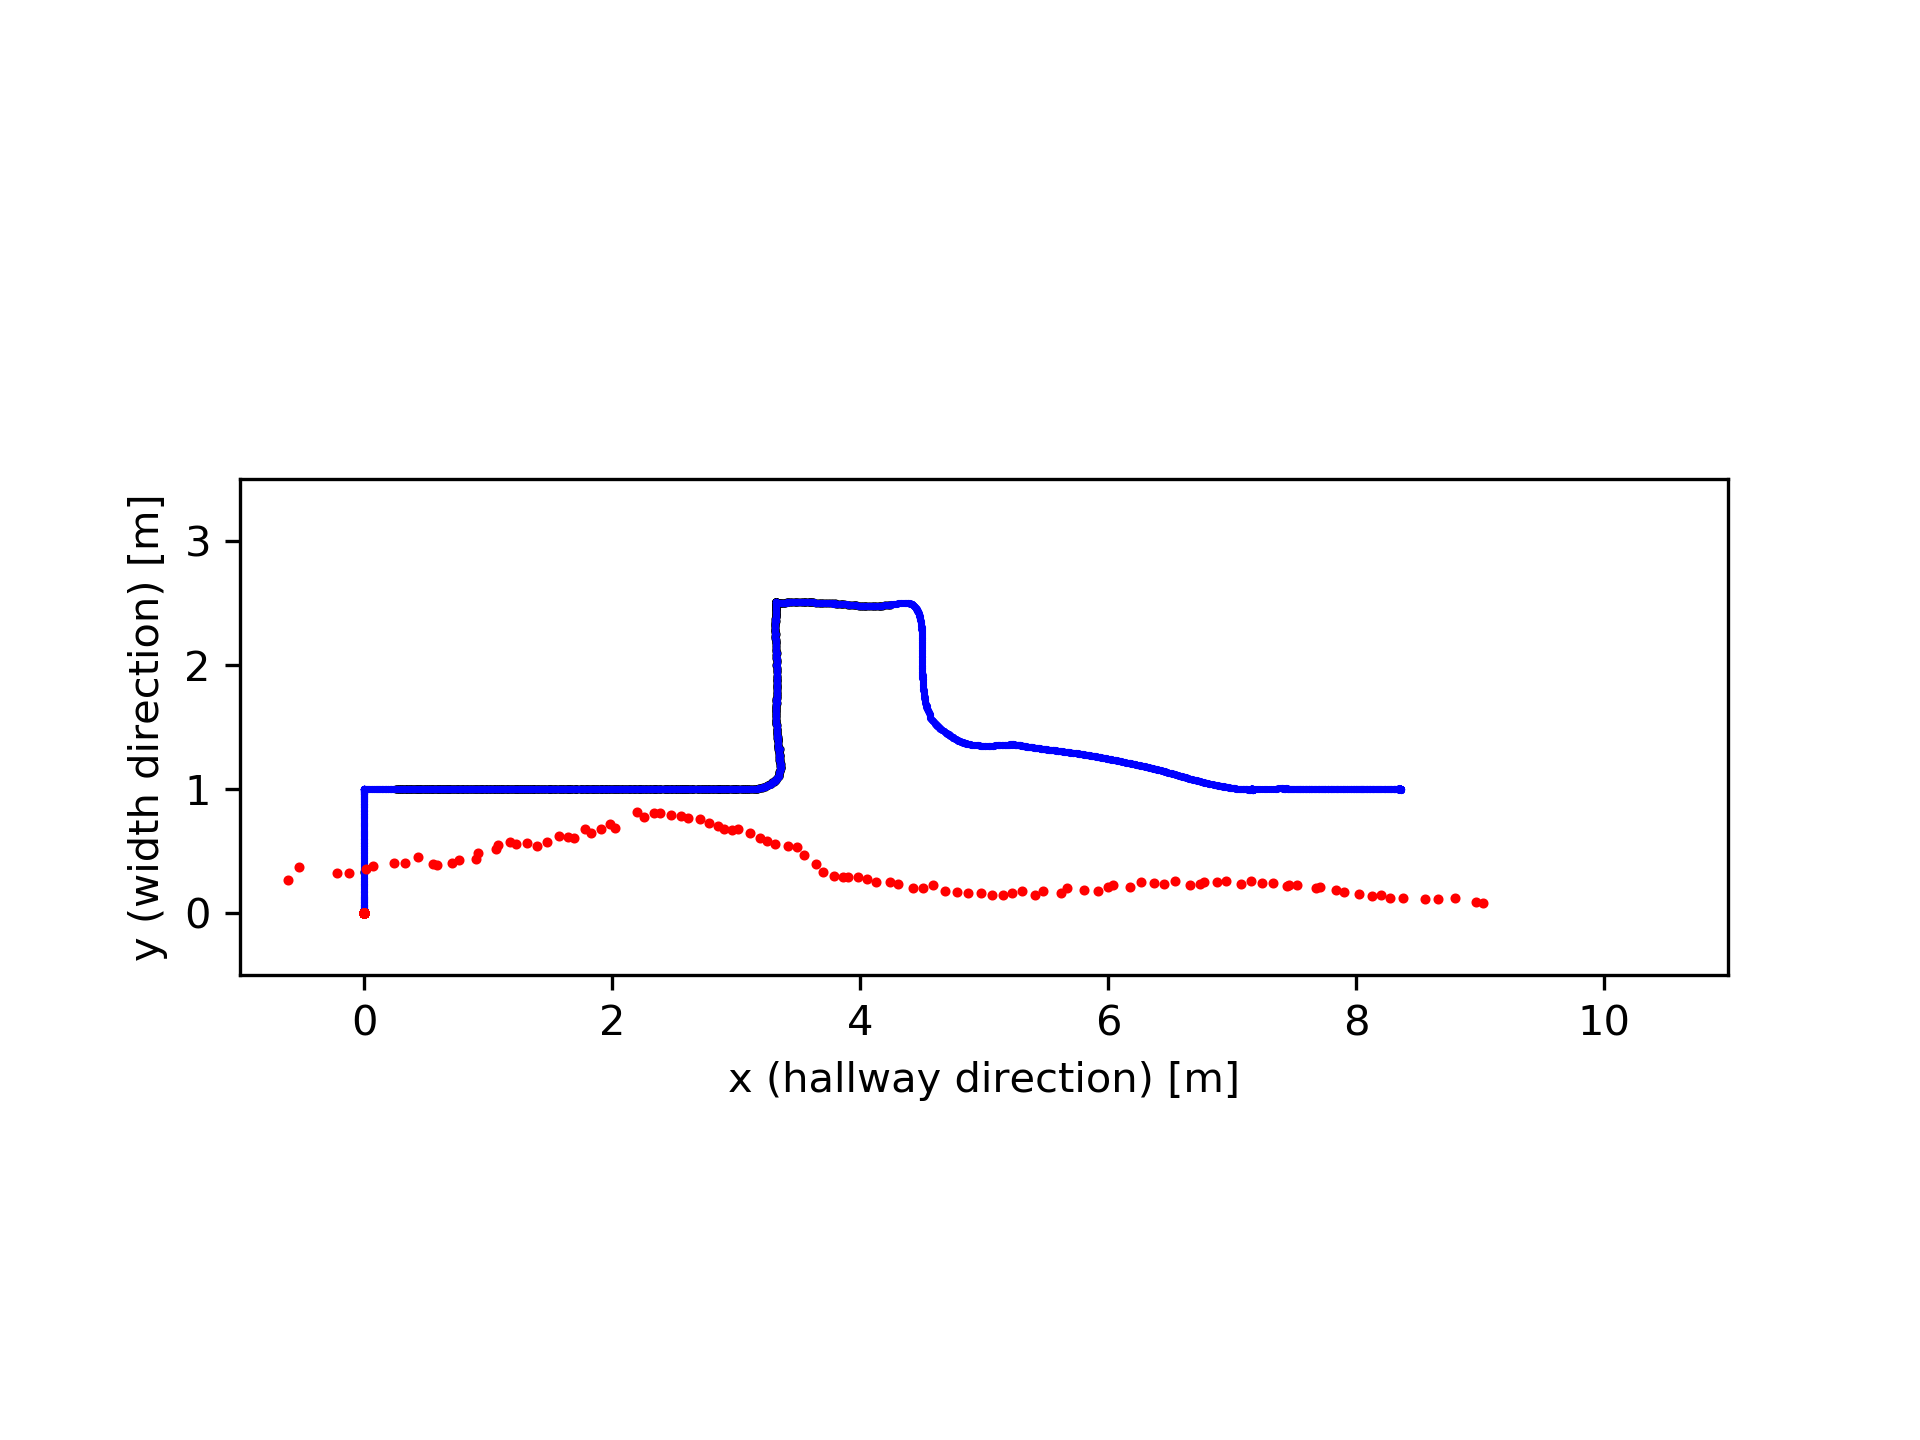 3
2
1
0
y (width direction) [m]
0 2 4 6 8 10
x (hallway direction) [m]